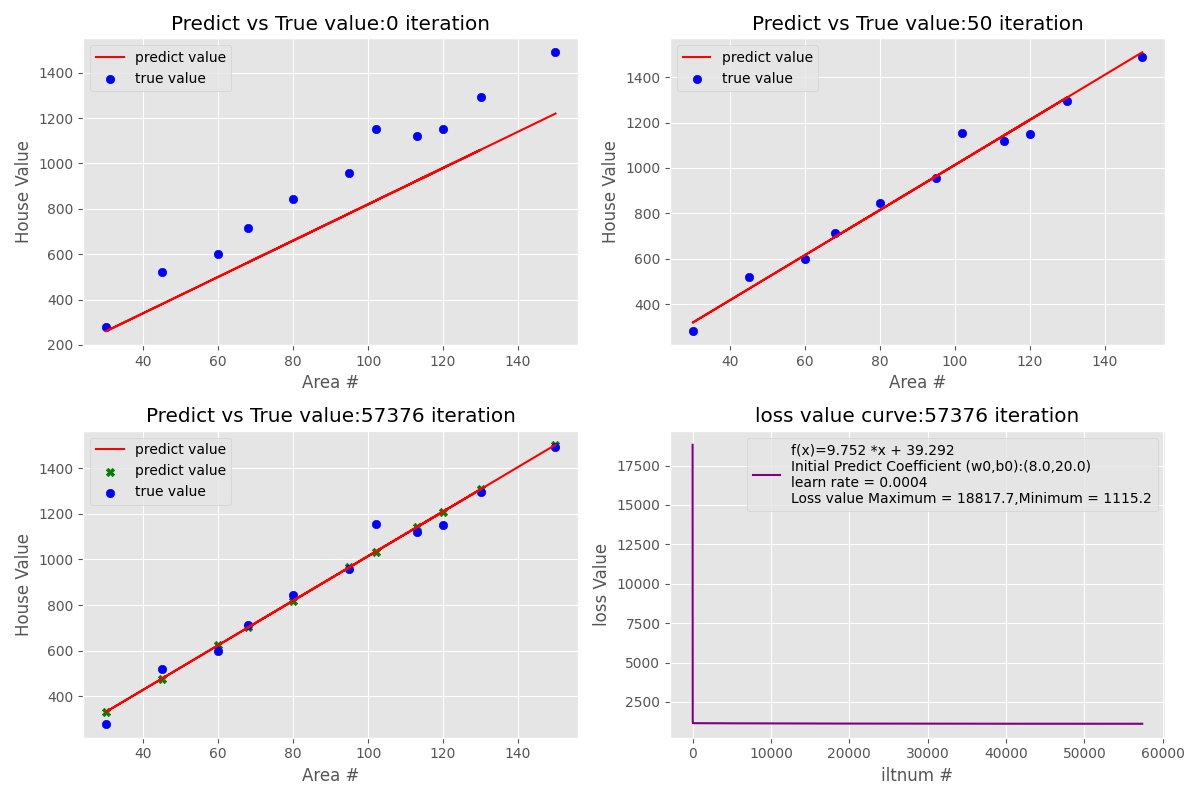 Predict vs True value:0 iteration
predict value
true value
House Value
1400
1200
1000
800
600
400
200
40 60 80 100 120 140
Area #
Predict vs True value:50 iteration
predict value
true value
House Value
1400
1200
1000
800
600
400
40 60 80 100 120 140
Area #
Predict vs True value:57376 iteration
predict value
predict value
true value
House Value
1400
1200
1000
800
600
400
40 60 80 100 120 140
Area #
loss value curve:57376 iteration
f(x)=9.752 *x + 39.292
Initial Predict Coefficient (w0,b0):(8.0,20.0)
learn rate = 0.0004
Loss value Maximum = 18817.7,Minimum = 1115.2
loss Value
17500
15000
12500
10000
7500
5000
2500
0 10000 20000 30000 40000 50000 60000
iltnum #